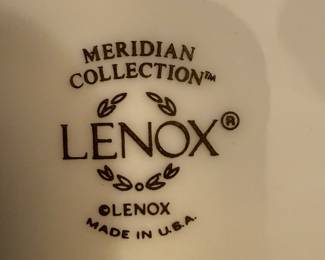 MERIDIAN
COLLECTION™
LENOX®
©LENOX
MADE IN U.S.A.